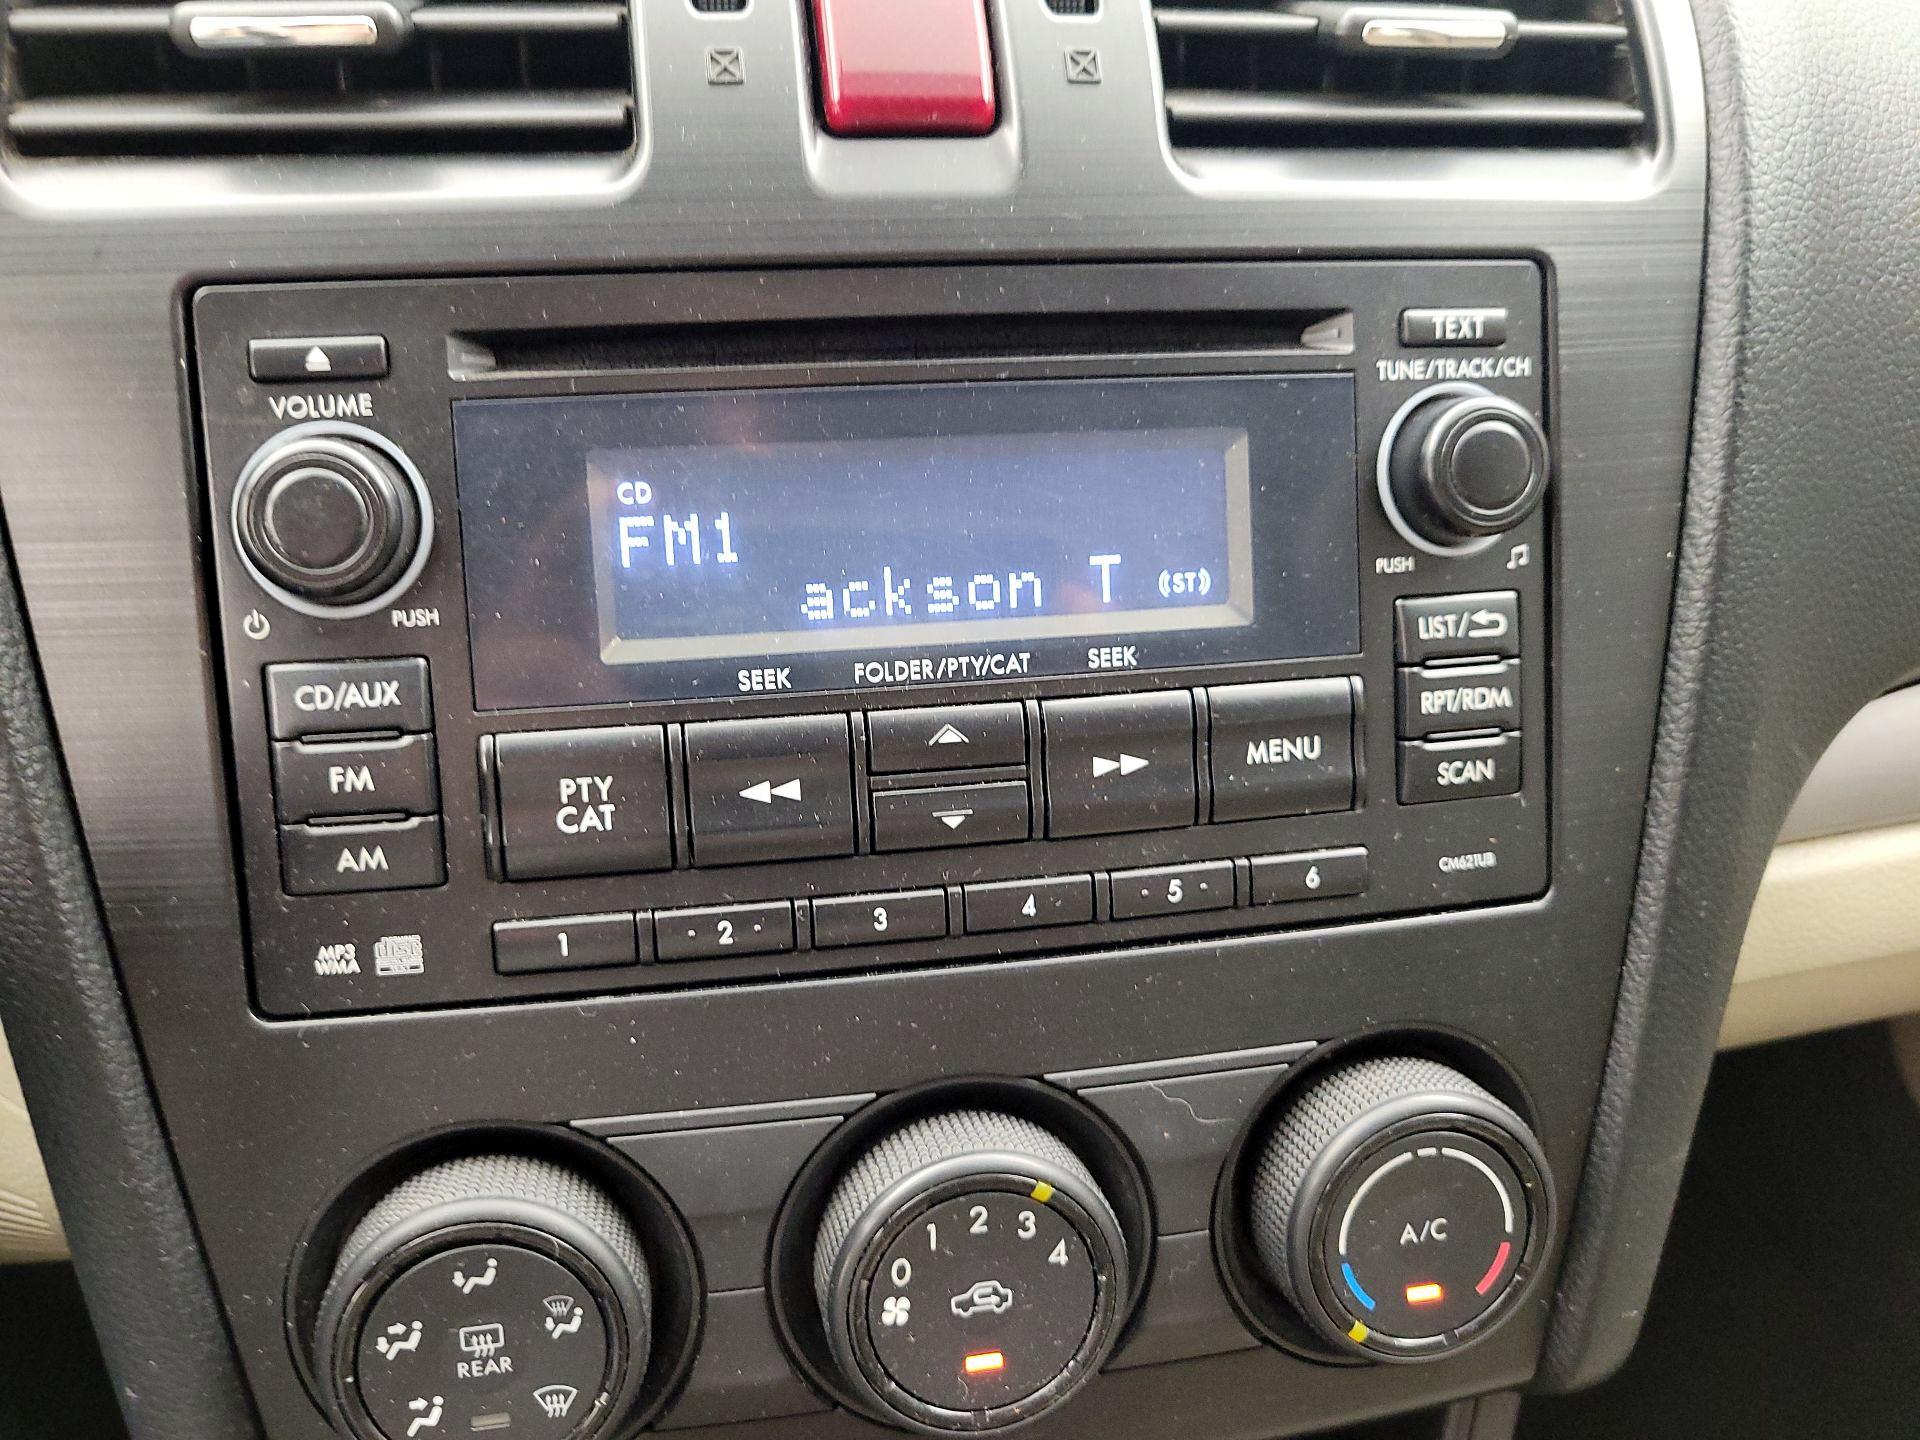 TEXT
VOLUME
TUNE/TRACK/CH
CD
FM1
ackson T (ST)
PUSH
PUSH
SEEK FOLDER/PTY/CAT SEEK
LIST/
CD/AUX
RPT/RDM
FM
PTY
CAT
MENU
SCAN
AM
CM621UB
1 2 3 4 5 6
MP3
WMA
disc
0 1 2 3 4
A/C
REAR